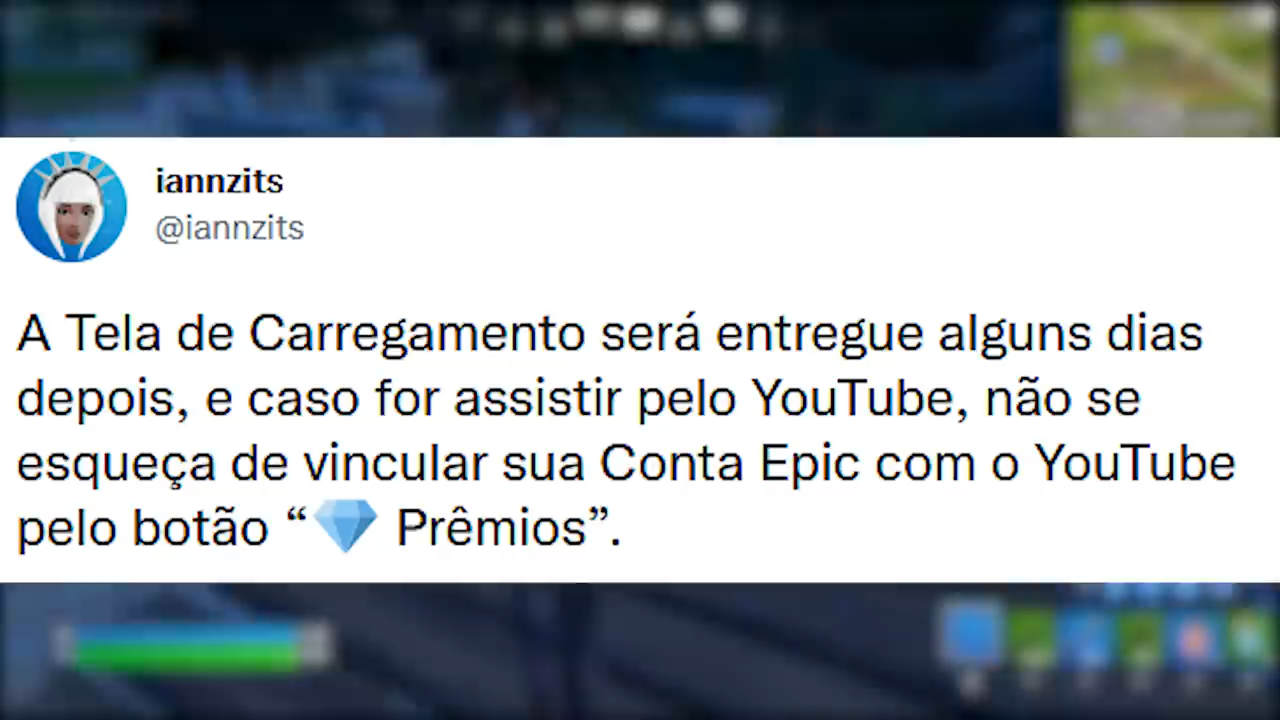 iannzits
@iannzits
A Tela de Carregamento será entregue alguns dias
depois, e caso for assistir pelo YouTube, não se
esqueça de vincular sua Conta Epic com o YouTube
pelo botão “💎 Prêmios”.